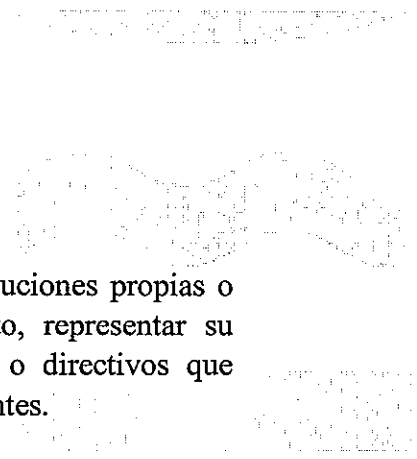 uciones propias o
o, representar su
o directivos que
ntes.